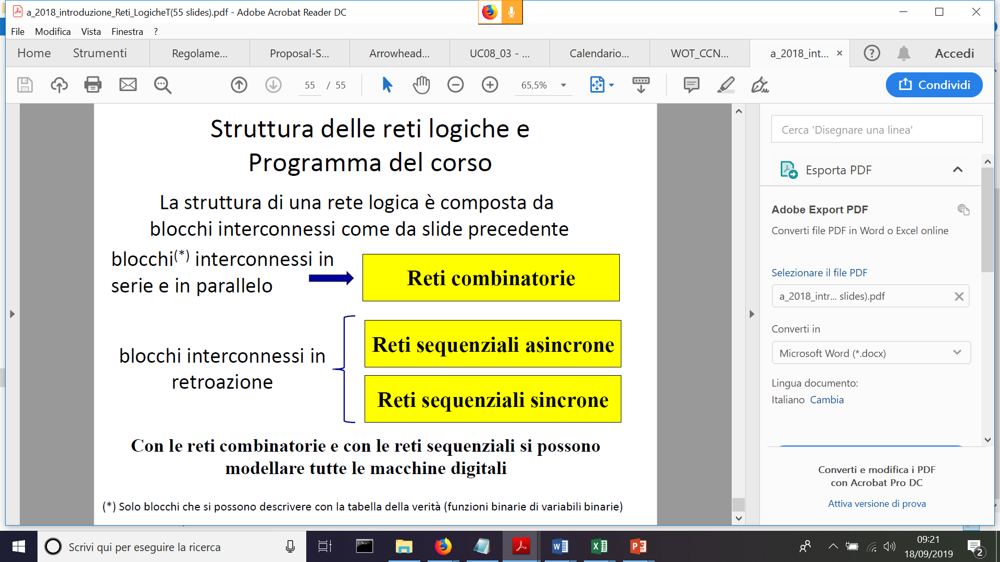 a_2018_introduzione_Reti_LogicheT(55 slides).pdf - Adobe Acrobat Reader DC
File Modifica Vista Finestra ?
Home Strumenti Regolame... Proposal-S... Arrowhead... UC08_03 - ... Calendario... WOT_CCN... a_2018_int... × ? Accedi
55 / 55 65,5% Condividi
Struttura delle reti logiche e
Programma del corso
La struttura di una rete logica è composta da
blocchi interconnessi come da slide precedente
blocchi(*) interconnessi in
serie e in parallelo
Reti combinatorie
blocchi interconnessi in
retroazione
Reti sequenziali asincrone
Reti sequenziali sincrone
Con le reti combinatorie e con le reti sequenziali si possono
modellare tutte le macchine digitali
(*) Solo blocchi che si possono descrivere con la tabella della verità (funzioni binarie di variabili binarie)
Cerca 'Disegnare una linea'
Esporta PDF
Adobe Export PDF
Converti file PDF in Word o Excel online
Selezionare il file PDF
a_2018_intr... slides).pdf
Converti in
Microsoft Word (*.docx)
Lingua documento:
Italiano Cambia
Converti e modifica i PDF
con Acrobat Pro DC
Attiva versione di prova
Scrivi qui per eseguire la ricerca
09:21
18/09/2019
2